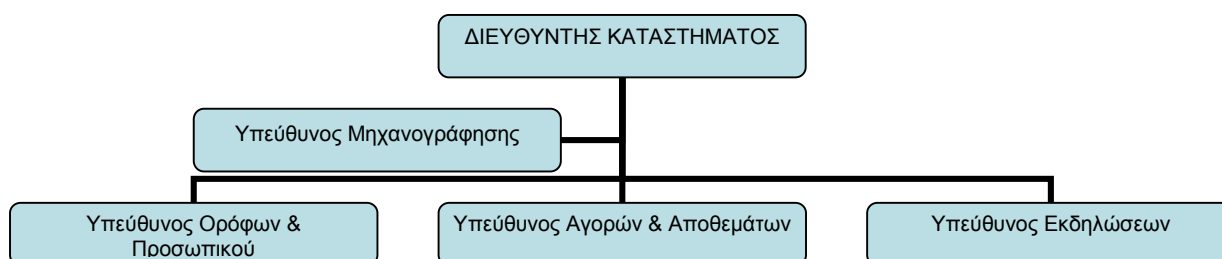 ΔΙΕΥΘΥΝΤΗΣ ΚΑΤΑΣΤΗΜΑΤΟΣ
Υπεύθυνος Μηχανογράφησης
Υπεύθυνος Ορόφων &
Προσωπικού
Υπεύθυνος Αγορών & Αποθεμάτων
Υπεύθυνος Εκδηλώσεων